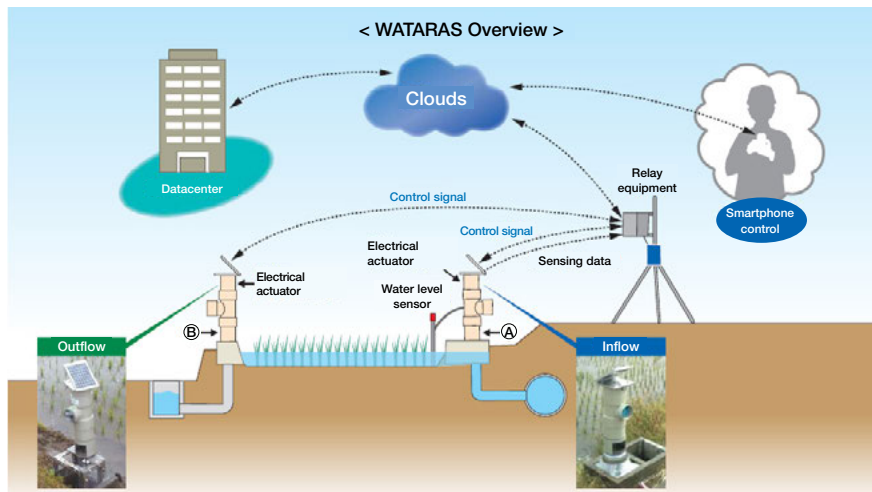 < WATARAS Overview >
Clouds
Datacenter
Relay
equipment
Smartphone
control
Control signal
Control signal
Sensing data
Electrical
actuator
Electrical
actuator
Water level
sensor
B
A
Outflow
Inflow